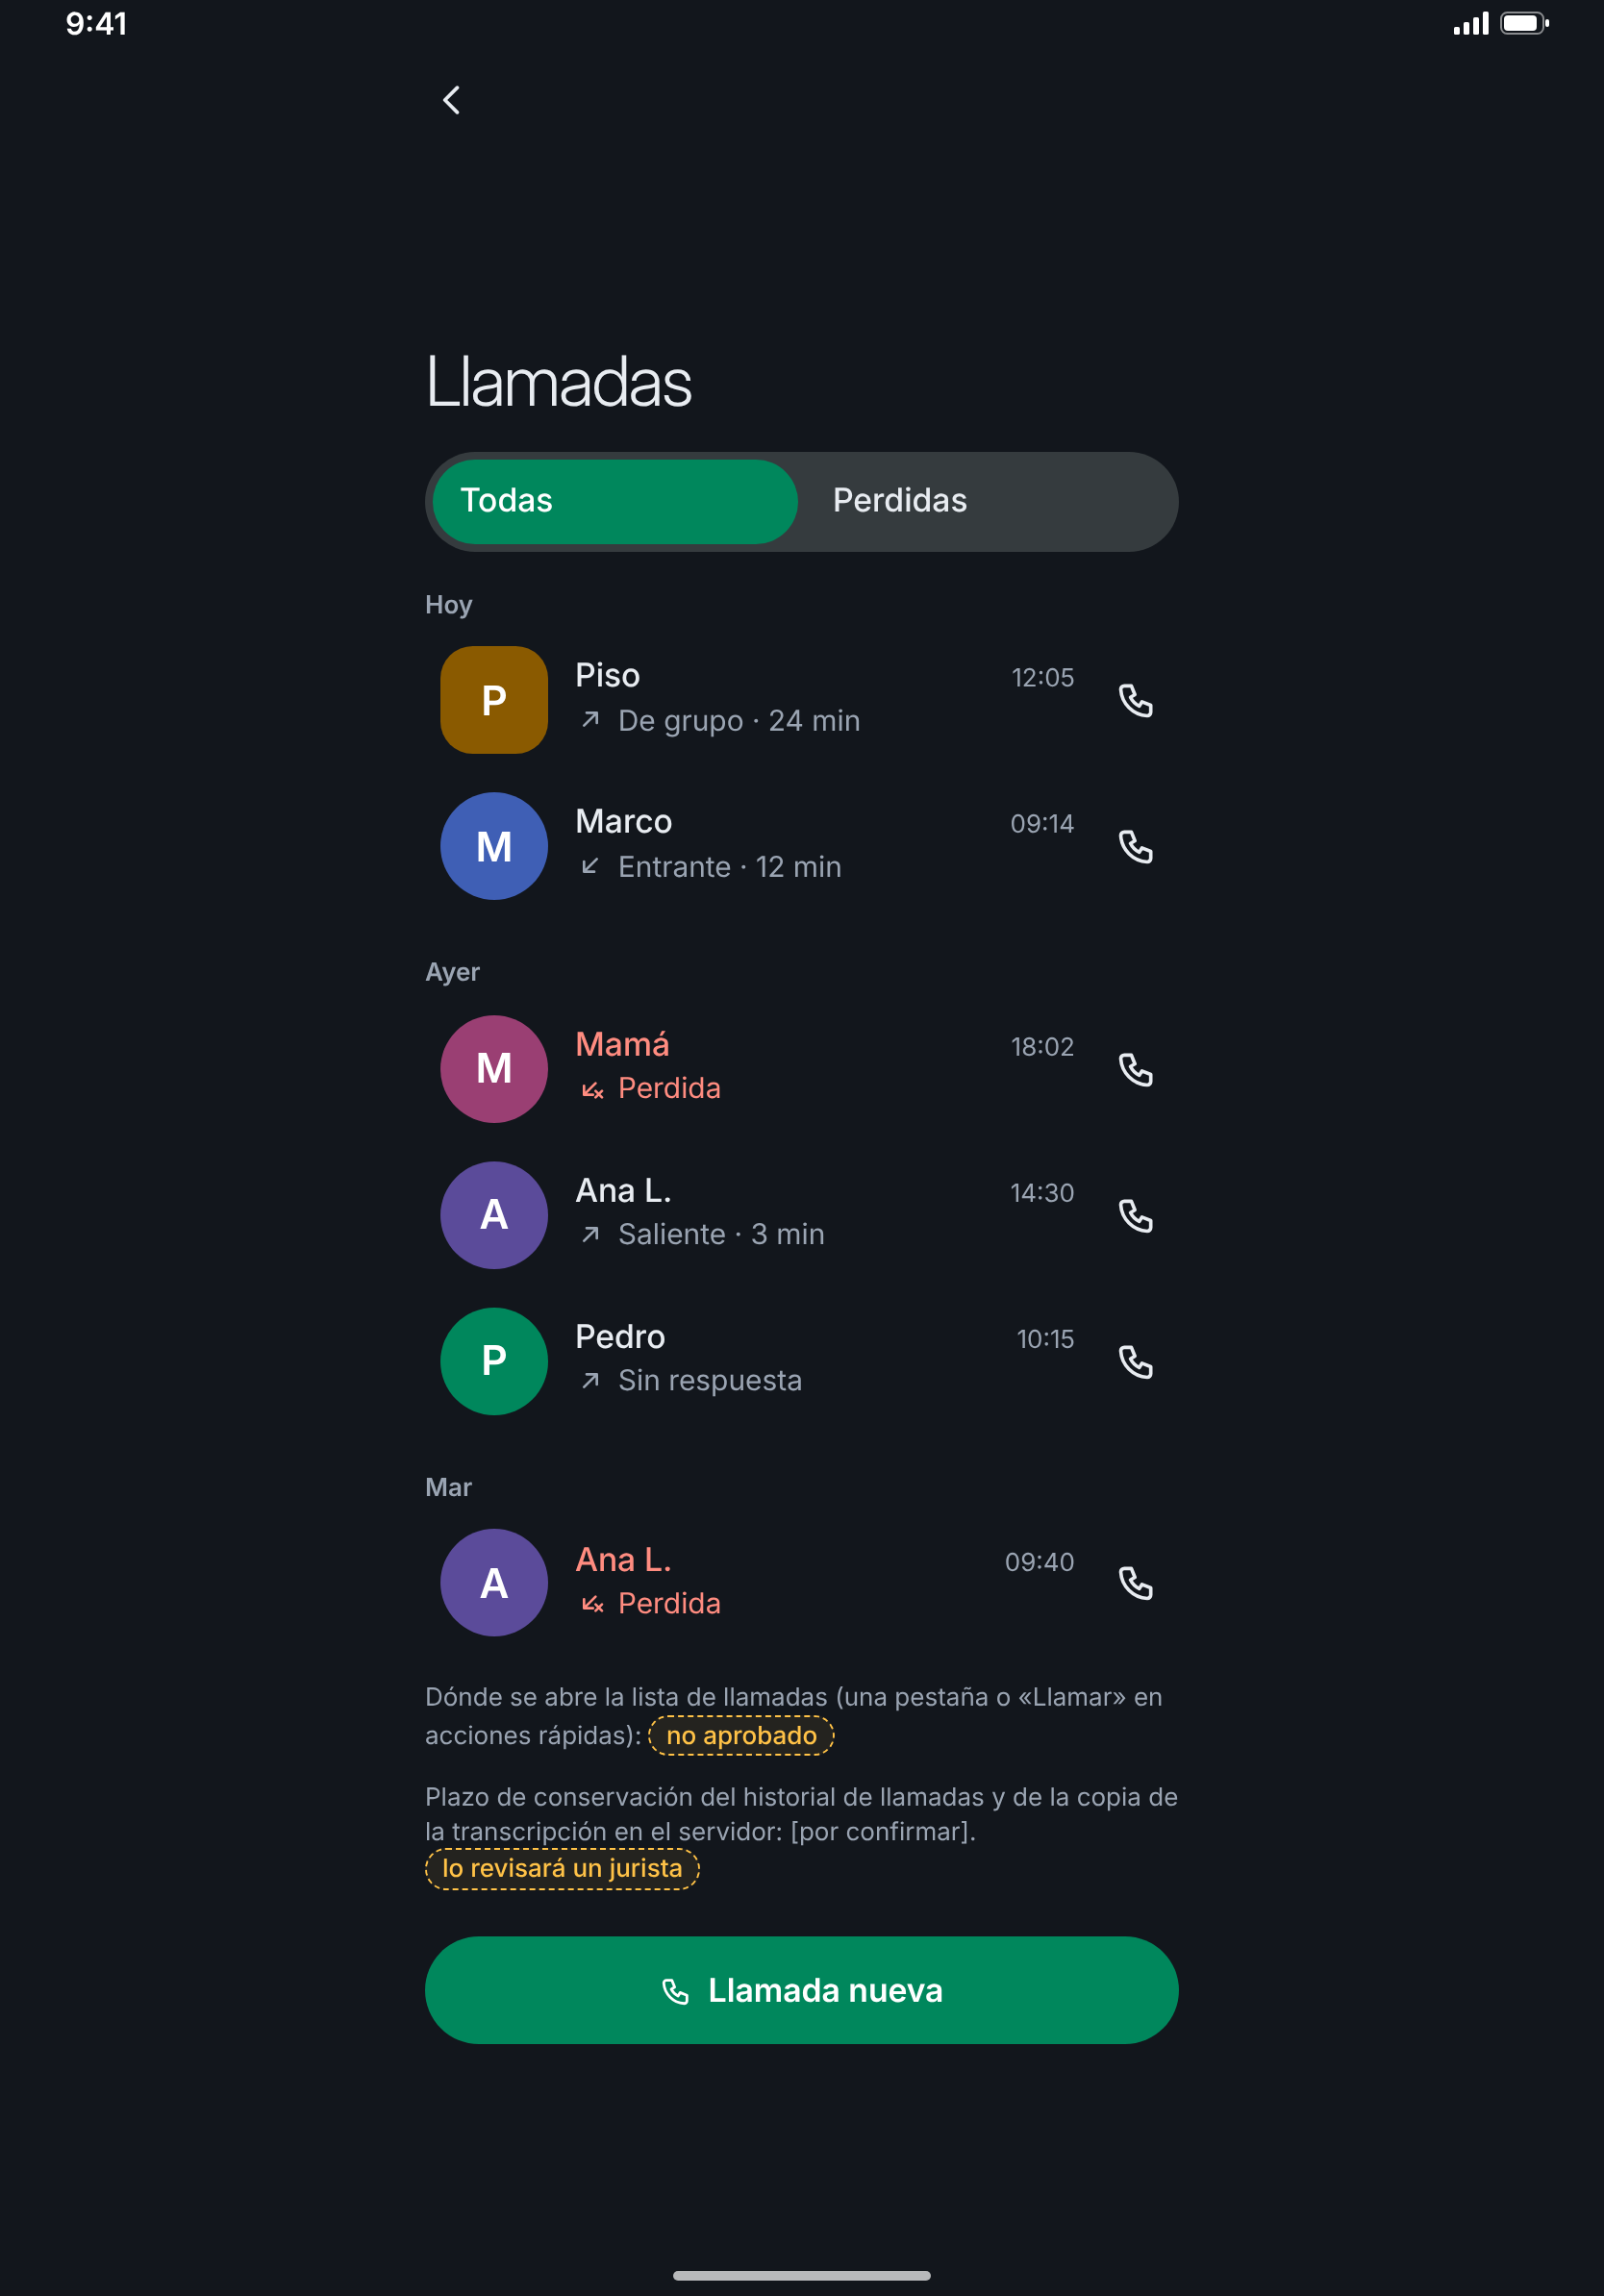 9:41
Llamadas
Todas
Perdidas
Hoy
P
Piso
12:05
De grupo · 24 min
M
Marco
09:14
Entrante · 12 min
Ayer
M
Mamá
18:02
Perdida
A
Ana L.
14:30
Saliente · 3 min
P
Pedro
10:15
Sin respuesta
Mar
A
Ana L.
09:40
Perdida
Dónde se abre la lista de llamadas (una pestaña o «Llamar» en
acciones rápidas): no aprobado
Plazo de conservación del historial de llamadas y de la copia de
la transcripción en el servidor: [por confirmar].
lo revisará un jurista
Llamada nueva